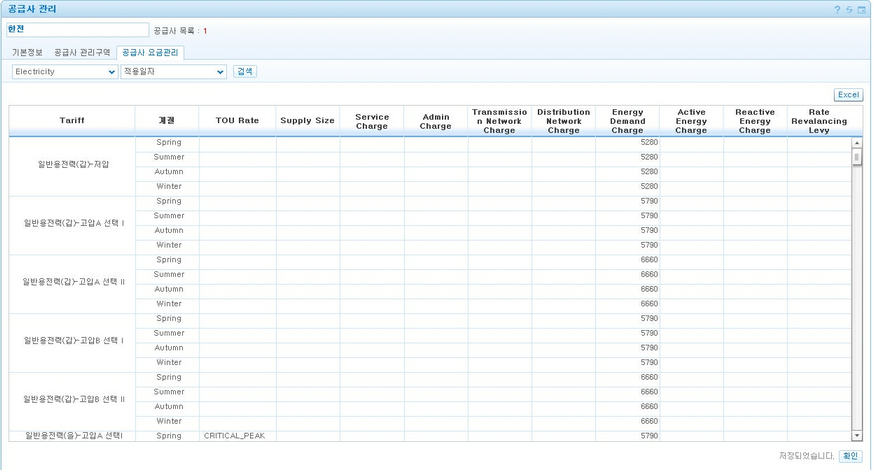 공급사 관리
한전
공급사 목록 : 1
기본정보 공급사 관리구역 공급사 요금관리
Electricity 적용일자 검색
Excel
Tariff 계절 TOU Rate Supply Size Service Charge Admin Charge Transmission Network Charge Distribution Network Charge Energy Demand Charge Active Energy Charge Reactive Energy Charge Rate Revalancing Levy
일반용전력(갑)-저압
Spring 5280
Summer 5280
Autumn 5280
Winter 5280
일반용전력(갑)-고압A 선택 I
Spring 5790
Summer 5790
Autumn 5790
Winter 5790
일반용전력(갑)-고압A 선택 II
Spring 6660
Summer 6660
Autumn 6660
Winter 6660
일반용전력(갑)-고압B 선택 I
Spring 5790
Summer 5790
Autumn 5790
Winter 5790
일반용전력(갑)-고압B 선택 II
Spring 6660
Summer 6660
Autumn 6660
Winter 6660
일반용전력(을)-고압A 선택I Spring CRITICAL_PEAK 5790
저장되었습니다. 확인